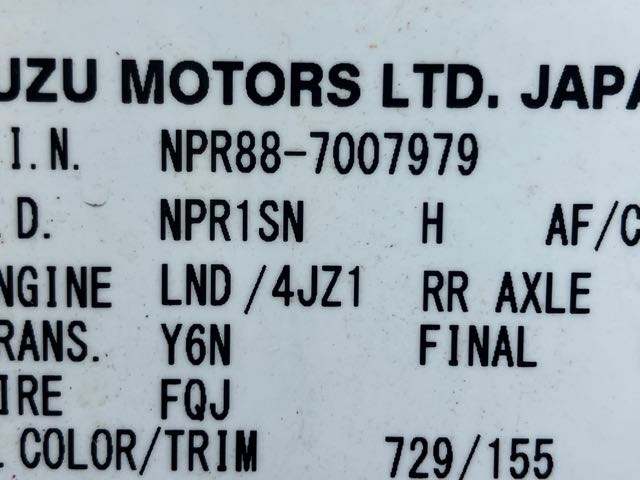 UZU MOTORS LTD. JAPA
I.N. NPR88-7007979
.D. NPR1SN H AF/C
NGINE LND/4JZ1 RR AXLE
RANS. Y6N FINAL
IRE FQJ
COLOR/TRIM 729/155